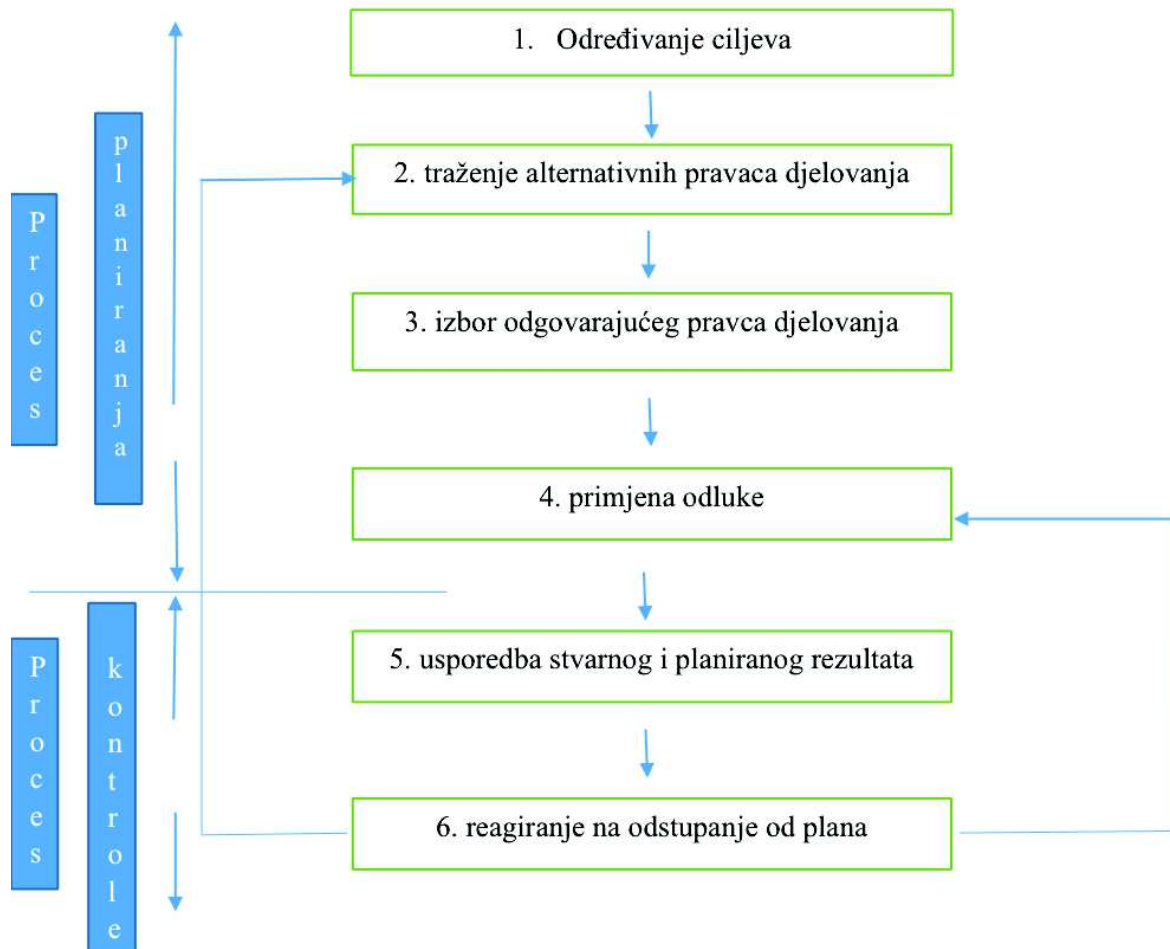 1. Određivanje ciljeva
2. traženje alternativnih pravaca djelovanja
3. izbor odgovarajućeg pravca djelovanja
4. primjena odluke
5. usporedba stvarnog i planiranog rezultata
6. reagiranje na odstupanje od plana
Proces
planiranja
Proces
kontrole